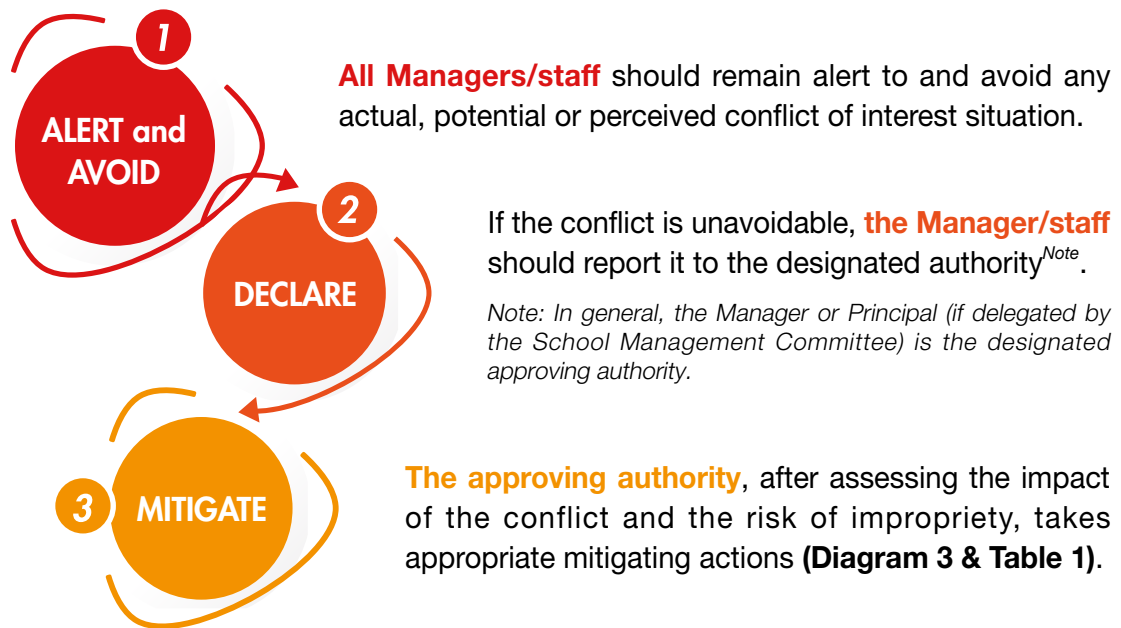 1
ALERT and
AVOID
All Managers/staff should remain alert to and avoid any
actual, potential or perceived conflict of interest situation.
2
DECLARE
If the conflict is unavoidable, the Manager/staff
should report it to the designated authorityNote.
Note: In general, the Manager or Principal (if delegated by
the School Management Committee) is the designated
approving authority.
3
MITIGATE
The approving authority, after assessing the impact
of the conflict and the risk of impropriety, takes
appropriate mitigating actions (Diagram 3 & Table 1).